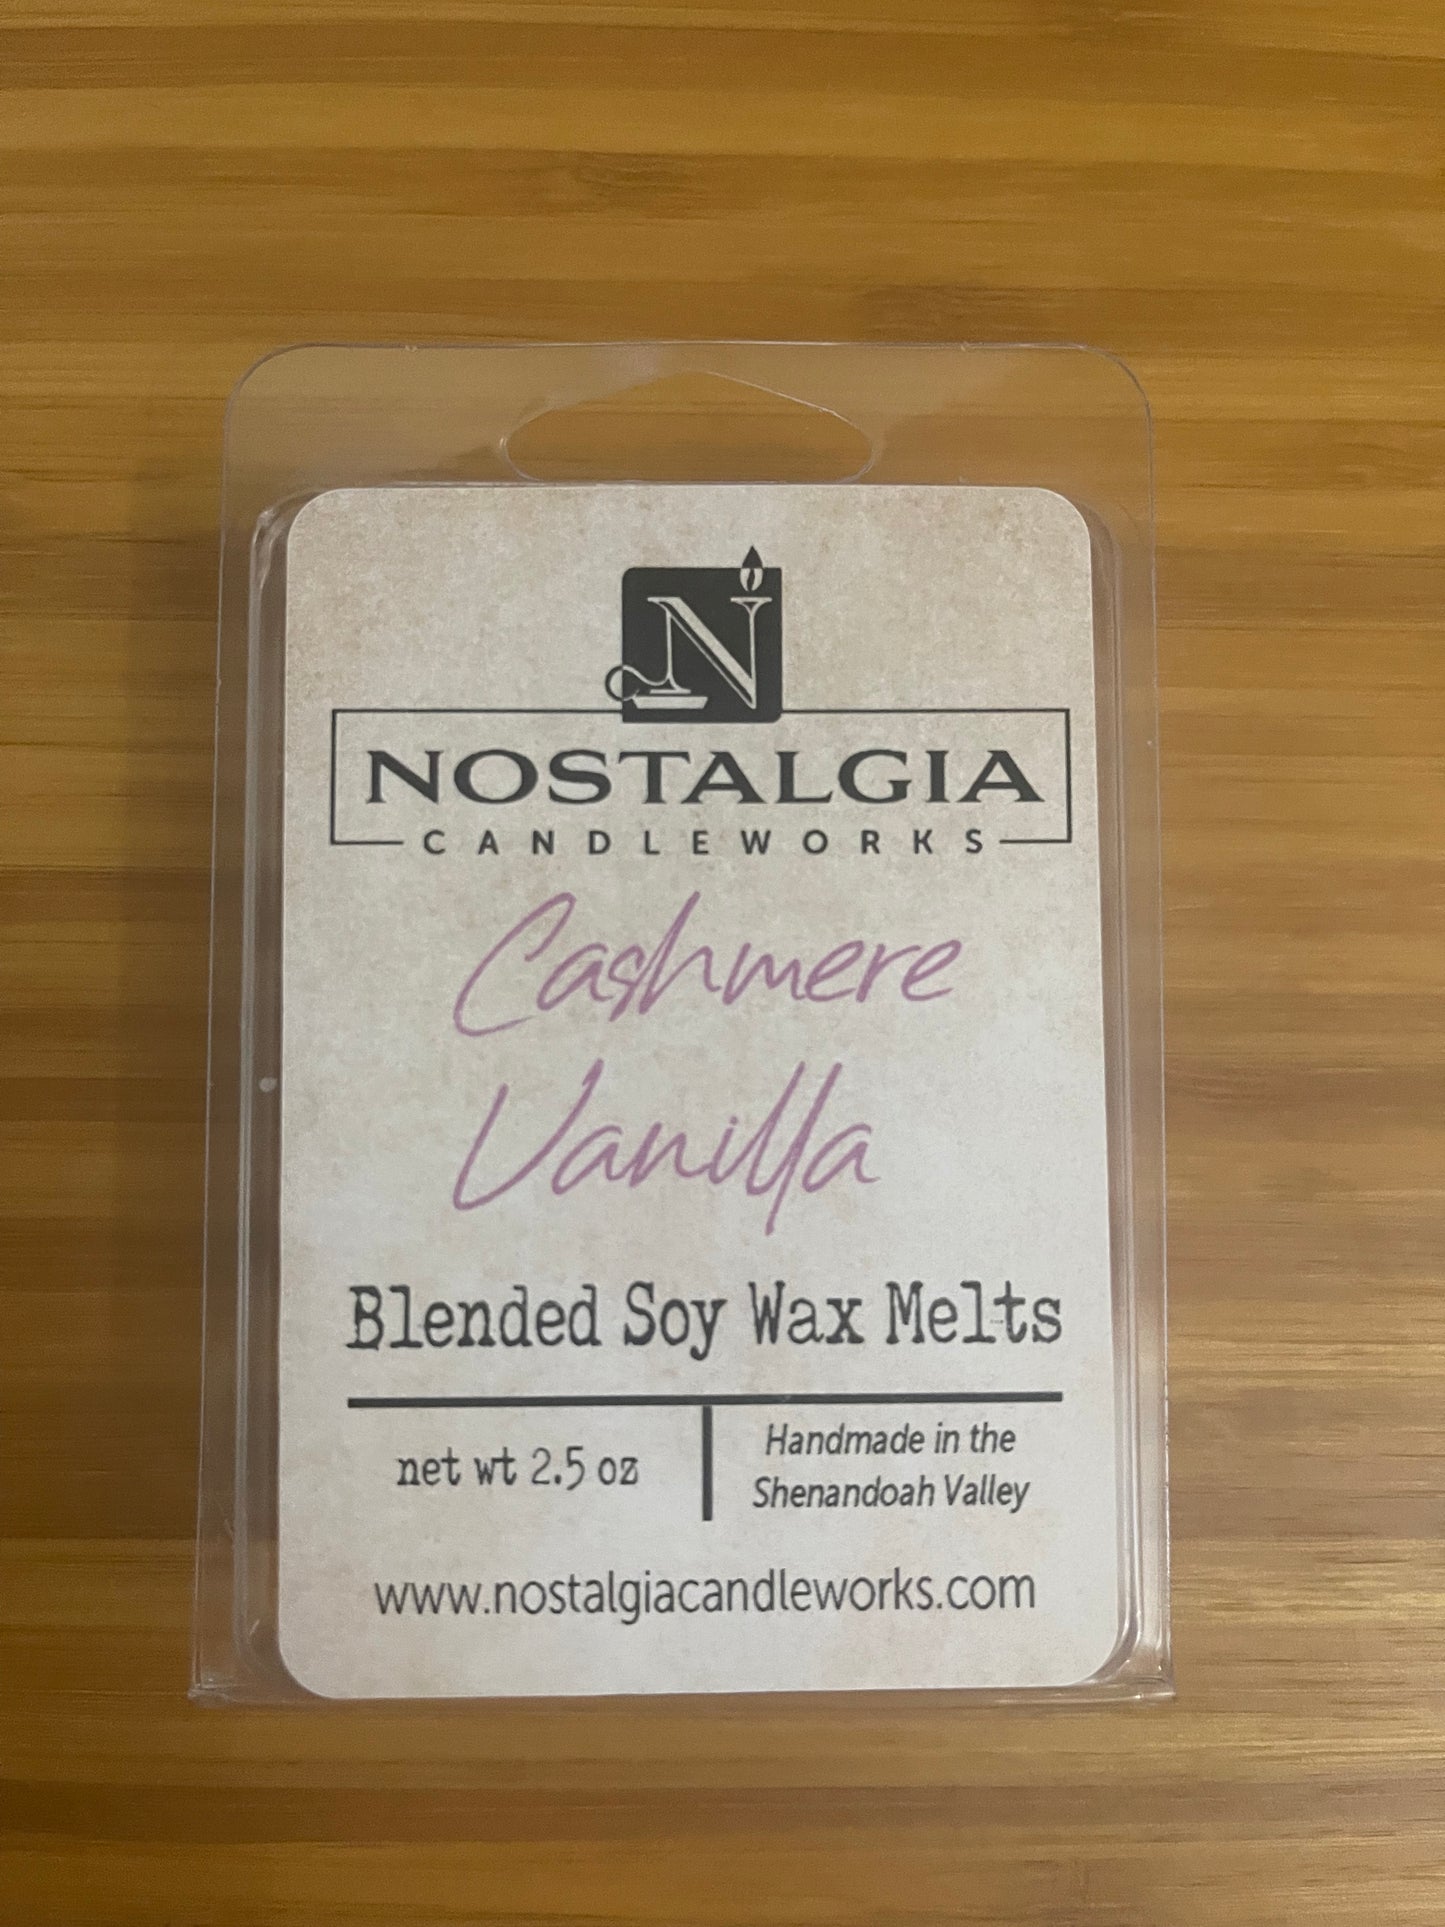 N
NOSTALGIA
CANDLEWORKS
Cashmere
Vanilla
Blended Soy Wax Melts
net wt 2.5 oz
Handmade in the
Shenandoah Valley
www.nostalgiacandleworks.com